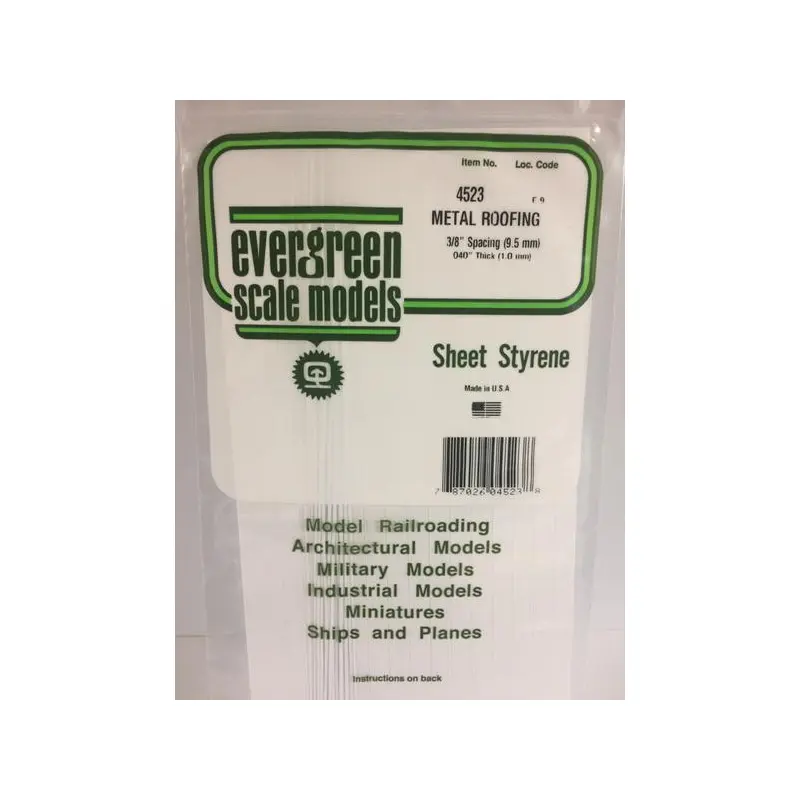 Item No. Loc. Code
4523
METAL ROOFING
3/8" Spacing (9.5 mm)
.040" Thick (1.0 mm)
evergreen
scale models
Sheet Styrene
Made in U.S.A
7 87026 04523 8
Model Railroading
Architectural Models
Military Models
Industrial Models
Miniatures
Ships and Planes
Instructions on back